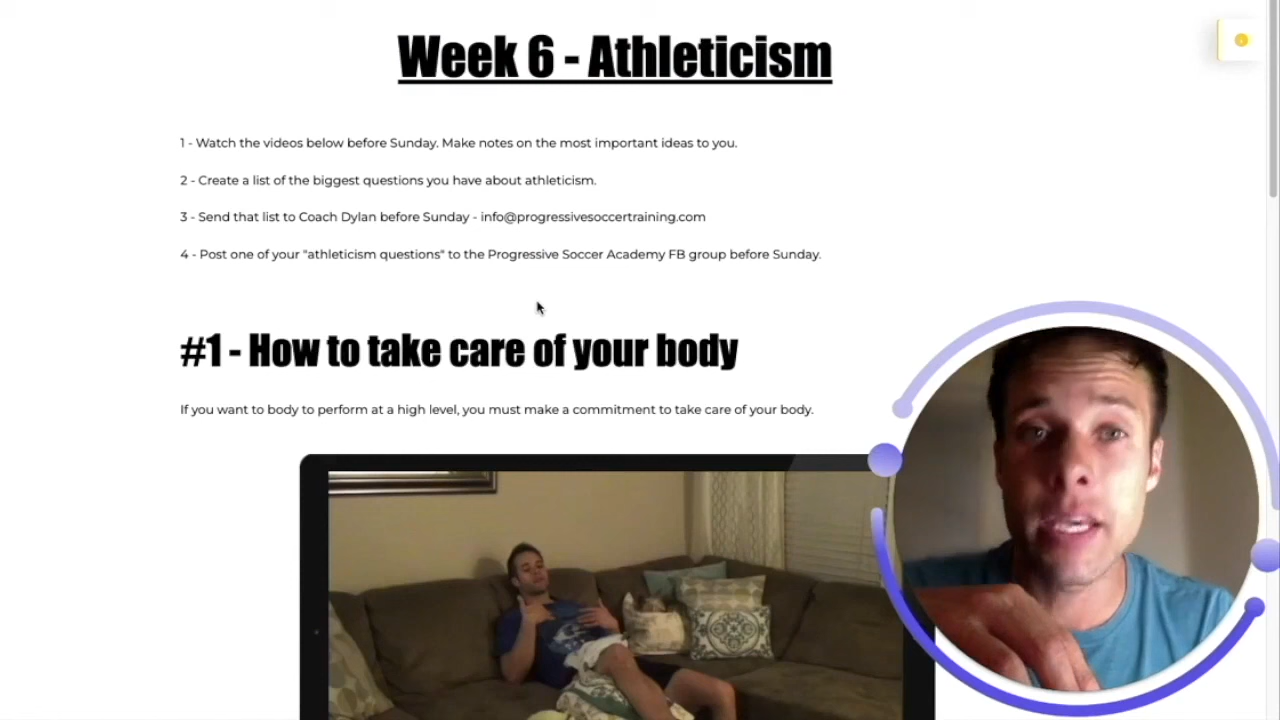 Week 6 - Athleticism
1 - Watch the videos below before Sunday. Make notes on the most important ideas to you.
2 - Create a list of the biggest questions you have about athleticism.
3 - Send that list to Coach Dylan before Sunday - info@progressivesoccertraining.com
4 - Post one of your "athleticism questions" to the Progressive Soccer Academy FB group before Sunday.
#1 - How to take care of your body
If you want to body to perform at a high level, you must make a commitment to take care of your body.